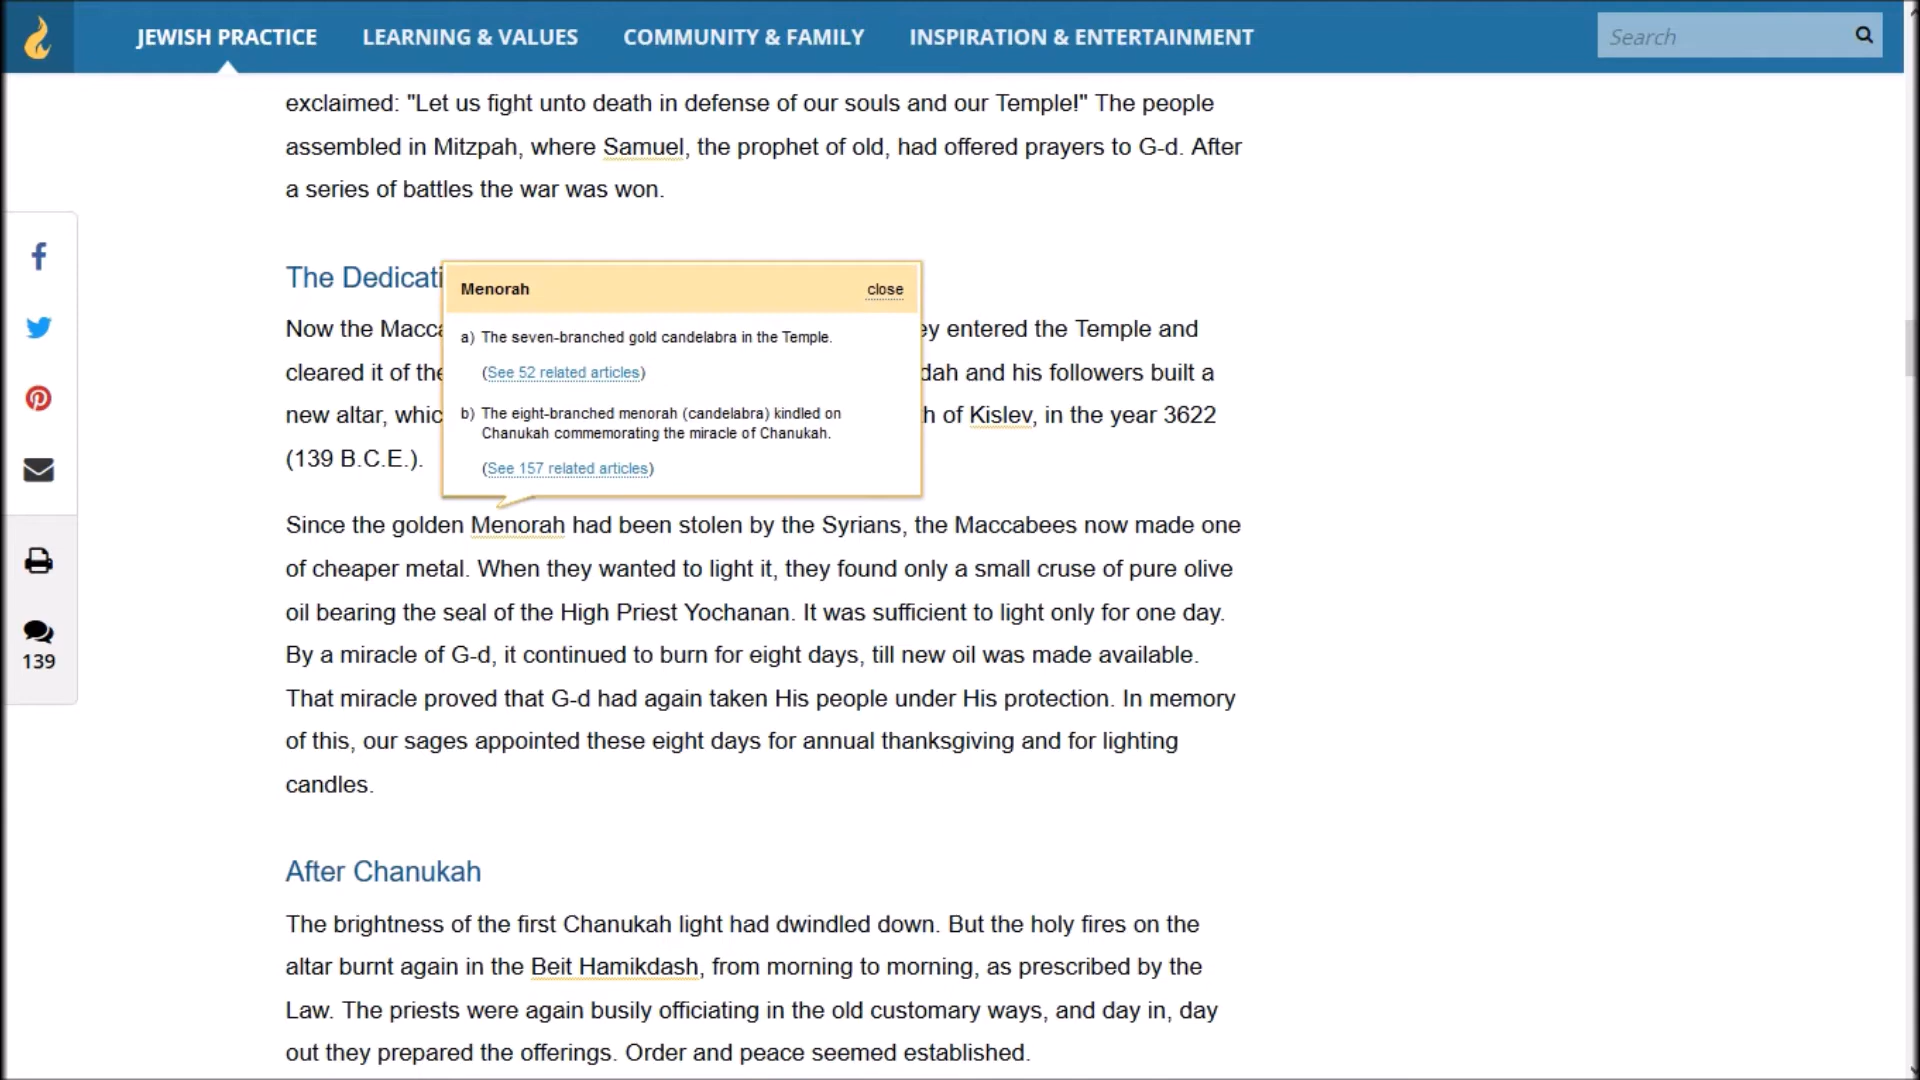 JEWISH PRACTICE LEARNING & VALUES COMMUNITY & FAMILY INSPIRATION & ENTERTAINMENT Search
exclaimed: "Let us fight unto death in defense of our souls and our Temple!" The people
assembled in Mitzpah, where Samuel, the prophet of old, had offered prayers to G-d. After
a series of battles the war was won.
The Dedicati
Menorah close
Now the Macca
ey entered the Temple and
a) The seven-branched gold candelabra in the Temple.
cleared it of the
dah and his followers built a
(See 52 related articles)
new altar, whic
h of Kislev, in the year 3622
b) The eight-branched menorah (candelabra) kindled on
Chanukah commemorating the miracle of Chanukah.
(139 B.C.E.).
(See 157 related articles)
Since the golden Menorah had been stolen by the Syrians, the Maccabees now made one
of cheaper metal. When they wanted to light it, they found only a small cruse of pure olive
oil bearing the seal of the High Priest Yochanan. It was sufficient to light only for one day.
By a miracle of G-d, it continued to burn for eight days, till new oil was made available.
139
That miracle proved that G-d had again taken His people under His protection. In memory
of this, our sages appointed these eight days for annual thanksgiving and for lighting
candles.
After Chanukah
The brightness of the first Chanukah light had dwindled down. But the holy fires on the
altar burnt again in the Beit Hamikdash, from morning to morning, as prescribed by the
Law. The priests were again busily officiating in the old customary ways, and day in, day
out they prepared the offerings. Order and peace seemed established.